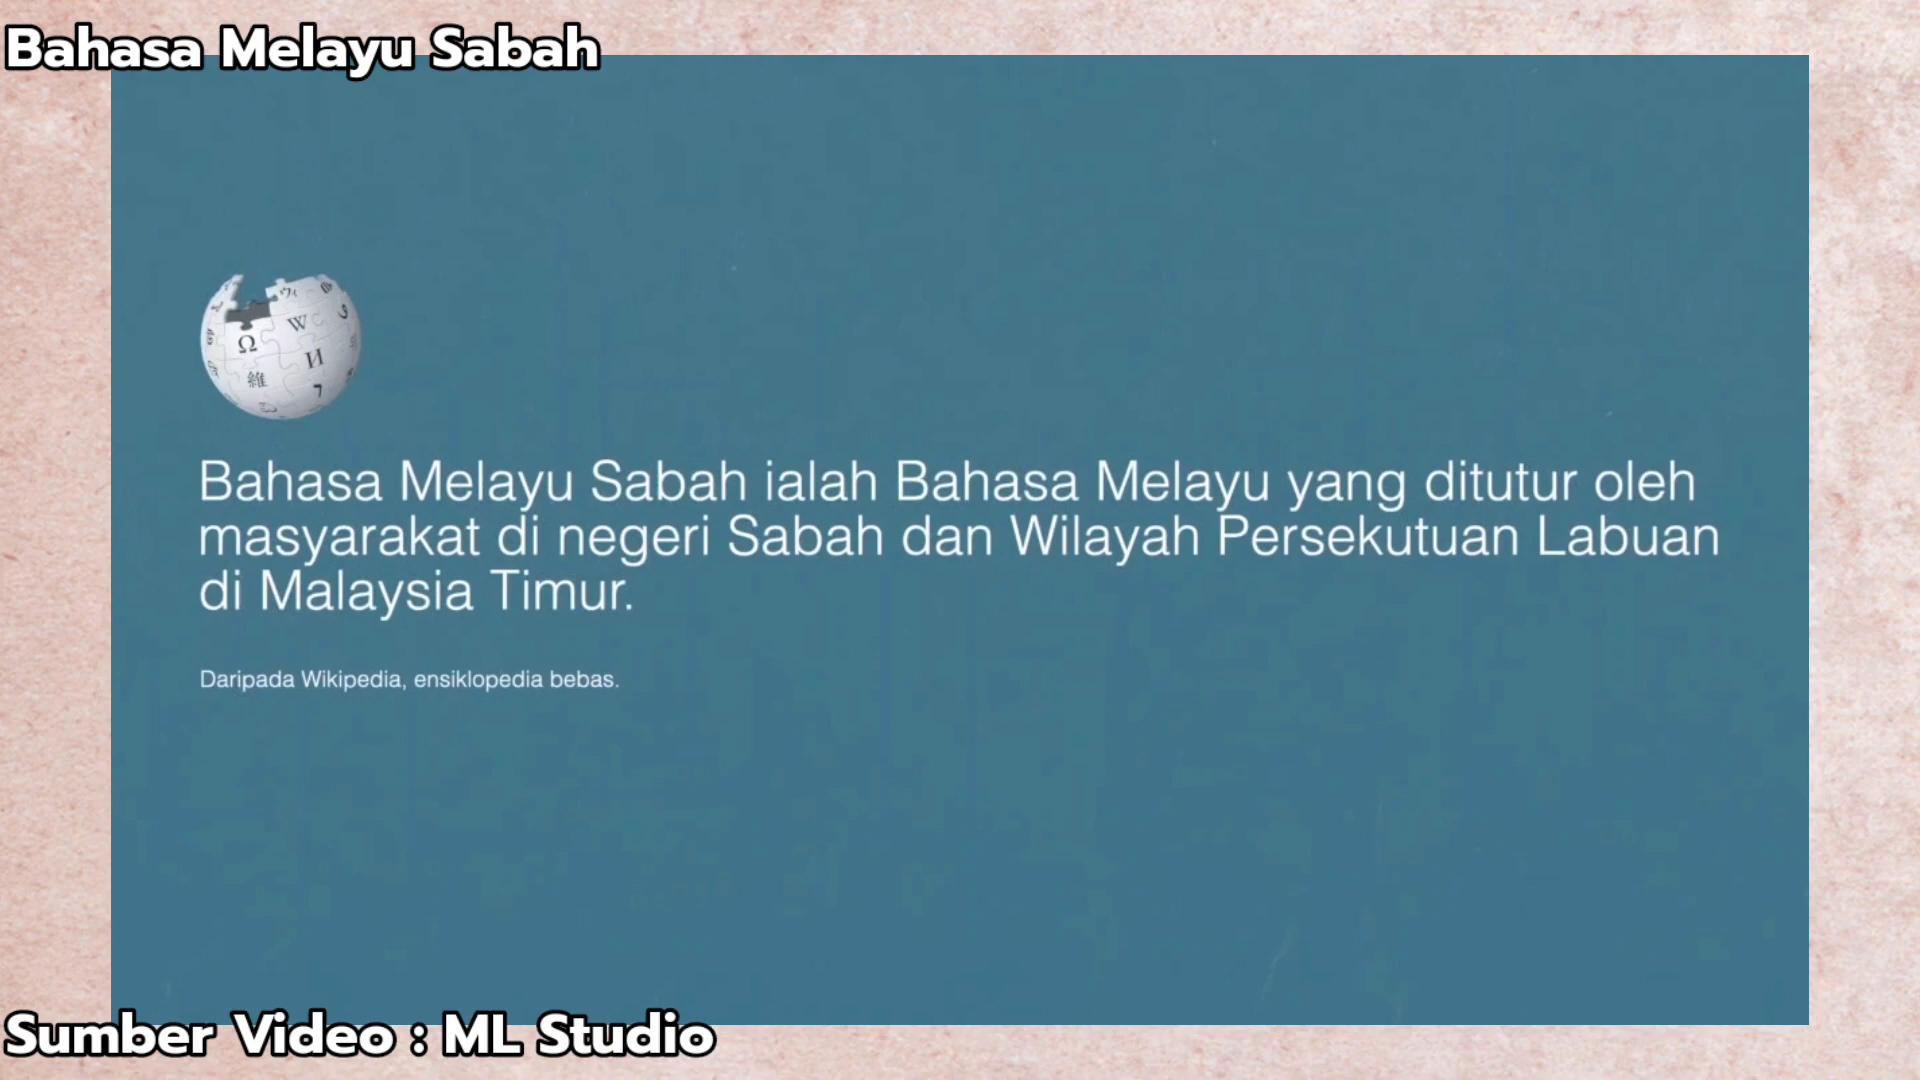 Bahasa Melayu Sabah
Bahasa Melayu Sabah ialah Bahasa Melayu yang ditutur oleh
masyarakat di negeri Sabah dan Wilayah Persekutuan Labuan
di Malaysia Timur.
Daripada Wikipedia, ensiklopedia bebas.
Sumber Video : ML Studio